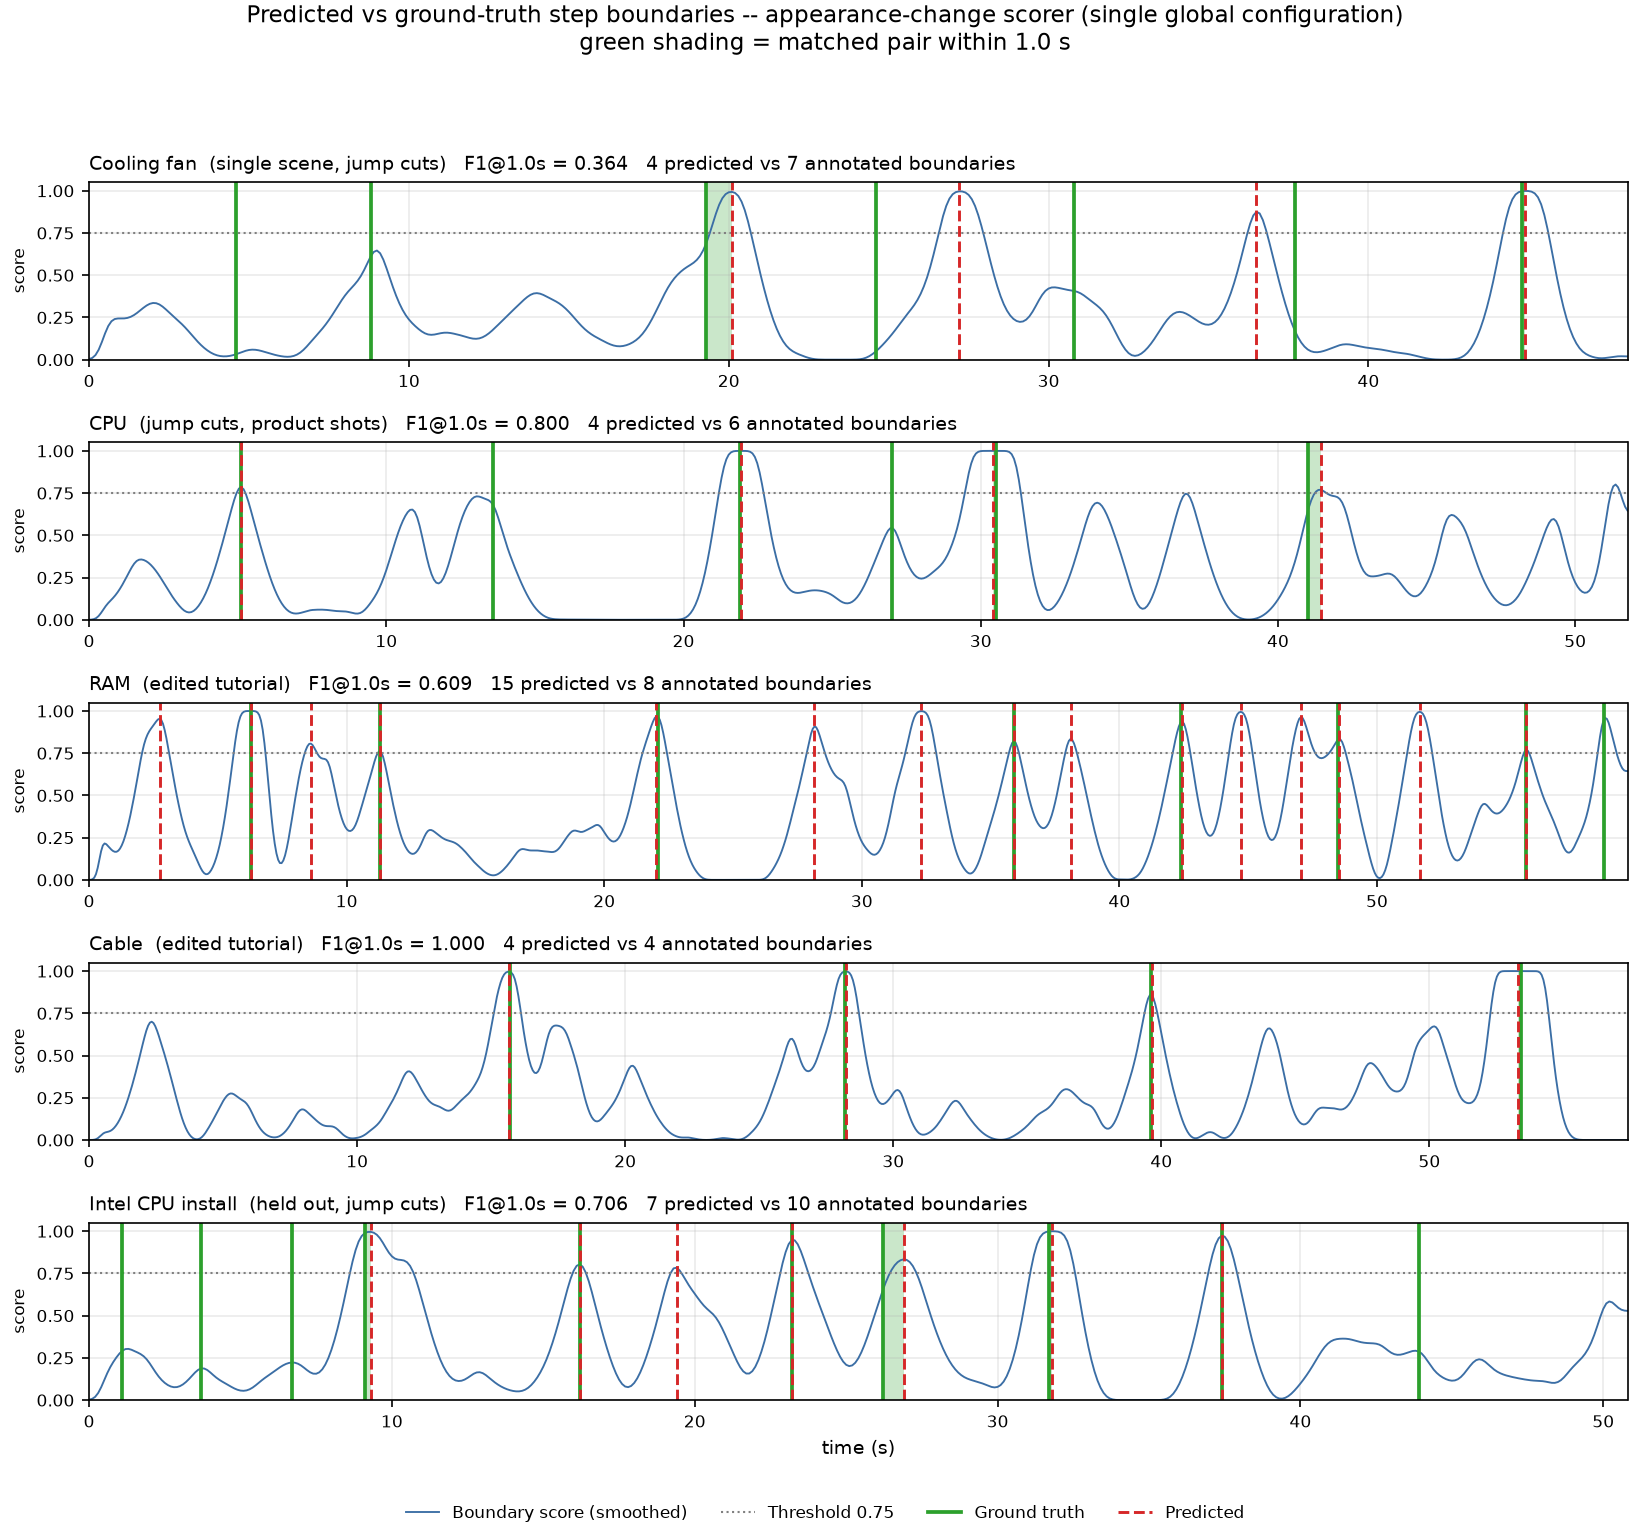 Predicted vs ground-truth step boundaries -- appearance-change scorer (single global configuration)
green shading = matched pair within 1.0 s
Cooling fan  (single scene, jump cuts)   F1@1.0s = 0.364   4 predicted vs 7 annotated boundaries
score
1.00
0.75
0.50
0.25
0.00
0 10 20 30 40
CPU  (jump cuts, product shots)   F1@1.0s = 0.800   4 predicted vs 6 annotated boundaries
score
1.00
0.75
0.50
0.25
0.00
0 10 20 30 40 50
RAM  (edited tutorial)   F1@1.0s = 0.609   15 predicted vs 8 annotated boundaries
score
1.00
0.75
0.50
0.25
0.00
0 10 20 30 40 50
Cable  (edited tutorial)   F1@1.0s = 1.000   4 predicted vs 4 annotated boundaries
score
1.00
0.75
0.50
0.25
0.00
0 10 20 30 40 50
Intel CPU install  (held out, jump cuts)   F1@1.0s = 0.706   7 predicted vs 10 annotated boundaries
score
1.00
0.75
0.50
0.25
0.00
0 10 20 30 40 50
time (s)
Boundary score (smoothed) Threshold 0.75 Ground truth Predicted